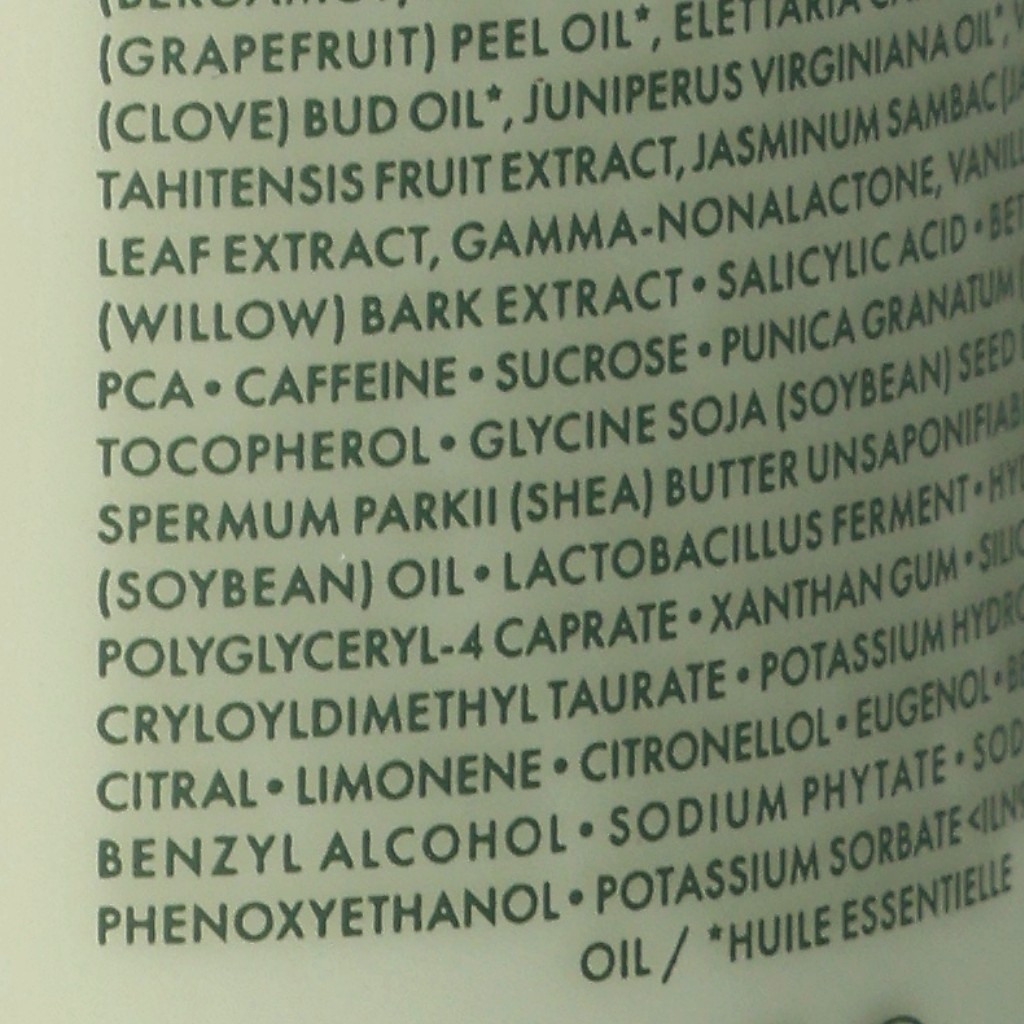 (GRAPEFRUIT) PEEL OIL*, ELETTARIA
(CLOVE) BUD OIL*, JUNIPERUS VIRGINIANA OIL*,
TAHITENSIS FRUIT EXTRACT, JASMINUM SAMBAC
LEAF EXTRACT, GAMMA-NONALACTONE,
(WILLOW) BARK EXTRACT • SALICYLIC ACID •
PCA • CAFFEINE • SUCROSE • PUNICA GRANATUM
TOCOPHEROL • GLYCINE SOJA (SOYBEAN) SEED
SPERMUM PARKII (SHEA) BUTTER
(SOYBEAN) OIL • LACTOBACILLUS FERMENT •
POLYGLYCERYL-4 CAPRATE • XANTHAN GUM •
CRYLOYLDIMETHYL TAURATE • POTASSIUM
CITRAL • LIMONENE • CITRONELLOL • EUGENOL •
BENZYL ALCOHOL • SODIUM PHYTATE •
PHENOXYETHANOL • POTASSIUM SORBATE
OIL / *HUILE ESSENTIELLE